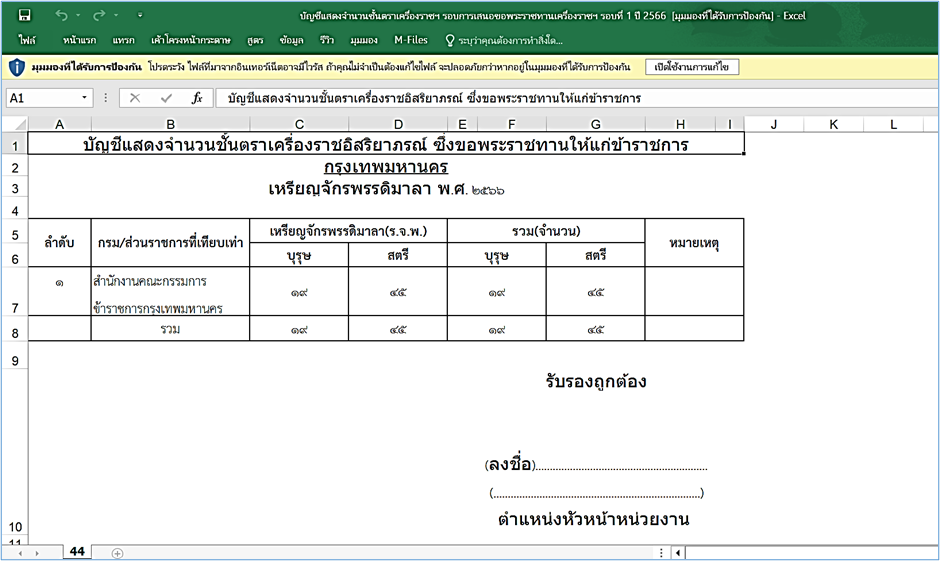 บัญชีแสดงจำนวนชั้นตราเครื่องราชฯ รอบการเสนอขอพระราชทานเครื่องราชฯ รอบที่ 1 ปี 2566 [มุมมองที่ได้รับการป้องกัน] - Excel
ไฟล์ หน้าแรก แทรก เค้าโครงหน้ากระดาษ สูตร ข้อมูล รีวิว มุมมอง M-Files ระบุว่าคุณต้องการทำสิ่งใด...
มุมมองที่ได้รับการป้องกัน โปรดระวัง ไฟล์ที่มาจากอินเทอร์เน็ตอาจมีไวรัส ถ้าคุณไม่จำเป็นต้องแก้ไขไฟล์ จะปลอดภัยกว่าหากอยู่ในมุมมองที่ได้รับการป้องกัน เปิดใช้งานการแก้ไข
A1 fx บัญชีแสดงจำนวนชั้นตราเครื่องราชอิสริยาภรณ์ ซึ่งขอพระราชทานให้แก่ข้าราชการ
A B C D E F G H I J K L
1 บัญชีแสดงจำนวนชั้นตราเครื่องราชอิสริยาภรณ์ ซึ่งขอพระราชทานให้แก่ข้าราชการ
2 กรุงเทพมหานคร
3 เหรียญจักรพรรดิมาลา พ.ศ. ๒๕๖๖
4
5 ลำดับ กรม/ส่วนราชการที่เทียบเท่า เหรียญจักรพรรดิมาลา(ร.จ.พ.) รวม(จำนวน) หมายเหตุ
6 บุรุษ สตรี บุรุษ สตรี
๑ สำนักงานคณะกรรมการ ๑๙ ๔๕ ๑๙ ๔๕
7 ข้าราชการกรุงเทพมหานคร
8 รวม ๑๙ ๔๕ ๑๙ ๔๕
9
รับรองถูกต้อง
(ลงชื่อ)............................................................
(.........................................................................)
10 ตำแหน่งหัวหน้าหน่วยงาน
11
44